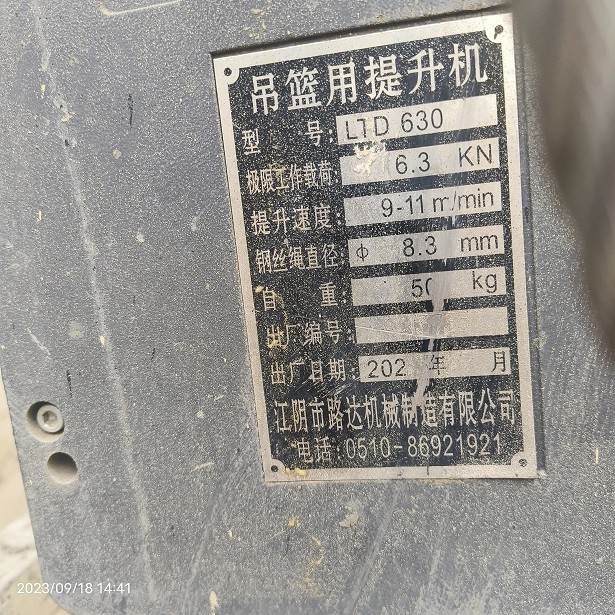 吊篮用提升机
型 号: LTD 630
极限工作载荷: 6.3 KN
提升速度: 9-11 m/min
钢丝绳直径: φ 8.3 mm
自 重: 50 kg
出厂编号
出厂日期: 202 年 月
江阴市路达机械制造有限公司
电话: 0510-86921921
2023/09/18 14:41